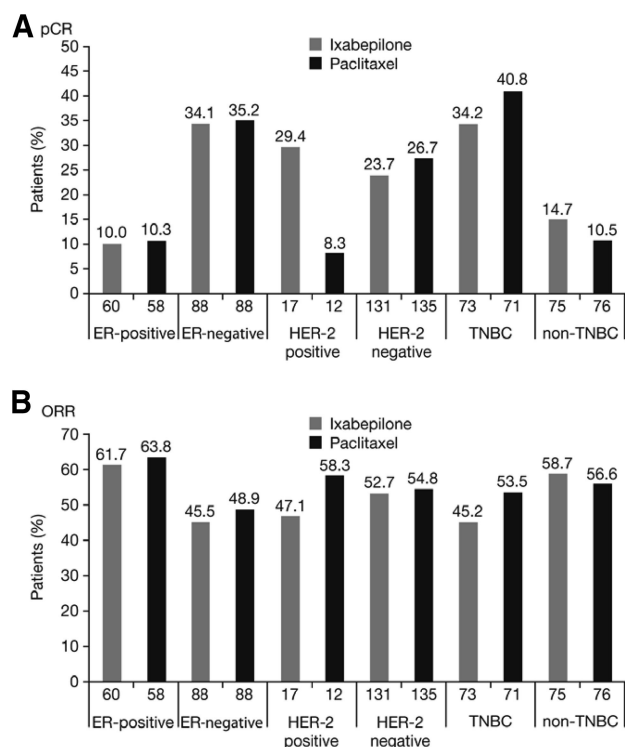 A pCR
Ixabepilone
Paclitaxel
Patients (%)
50
45
40
35
30
25
20
15
10
5
0
10.0 10.3 34.1 35.2 29.4 8.3 23.7 26.7 34.2 40.8 14.7 10.5
60 58 88 88 17 12 131 135 73 71 75 76
ER-positive ER-negative HER-2 positive HER-2 negative TNBC non-TNBC
B ORR
Ixabepilone
Paclitaxel
Patients (%)
70
60
50
40
30
20
10
0
61.7 63.8 45.5 48.9 47.1 58.3 52.7 54.8 45.2 53.5 58.7 56.6
60 58 88 88 17 12 131 135 73 71 75 76
ER-positive ER-negative HER-2 positive HER-2 negative TNBC non-TNBC